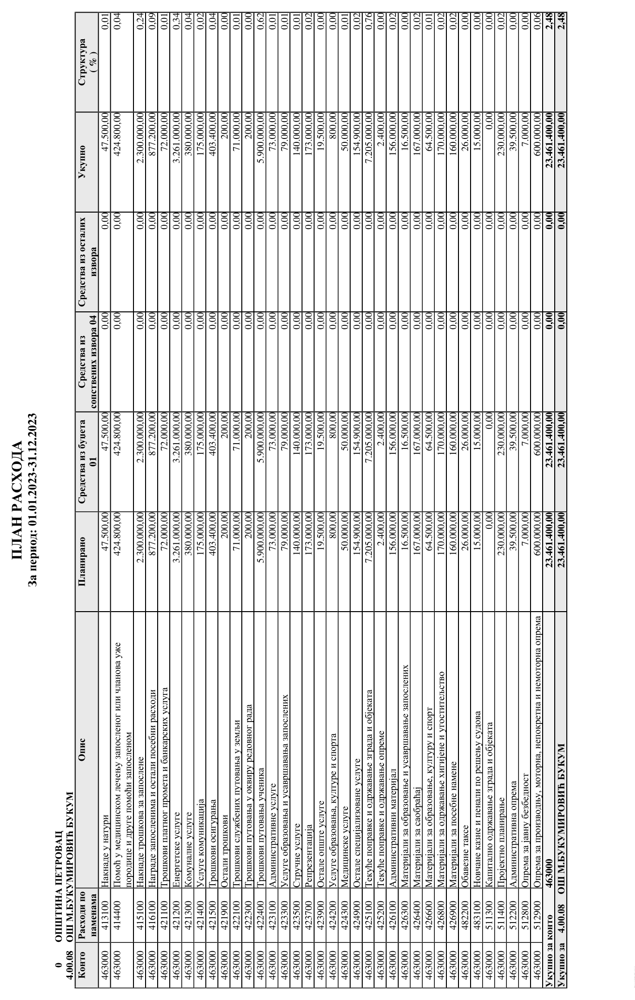 ПЛАН РАСХОДА
За период: 01.01.2023-31.12.2023
0 ОПШТИНА ПЕТРОВАЦ
4.00.08 ОШ М.БУКУМИРОВИЋ БУКУМ
Конто Расходи по наменама Опис Планирано Средства из буџета 01 Средства из сопствених извора 04 Средства из осталих извора Укупно Структура ( % )
463000 413100 Накнаде у натури 47.500,00 47.500,00 0,00 0,00 47.500,00 0,01
463000 414400 Помоћ у медицинском лечењу запосленог или чланова уже 424.800,00 424.800,00 0,00 0,00 424.800,00 0,04
породице и друге помоћи запосленом
463000 415100 Накнаде трошкова за запослене 2.300.000,00 2.300.000,00 0,00 0,00 2.300.000,00 0,24
463000 416100 Награде запосленима и остали посебни расходи 877.200,00 877.200,00 0,00 0,00 877.200,00 0,09
463000 421100 Трошкови платног промета и банкарских услуга 72.000,00 72.000,00 0,00 0,00 72.000,00 0,01
463000 421200 Енергетске услуге 3.261.000,00 3.261.000,00 0,00 0,00 3.261.000,00 0,34
463000 421300 Комуналне услуге 380.000,00 380.000,00 0,00 0,00 380.000,00 0,04
463000 421400 Услуге комуникација 175.000,00 175.000,00 0,00 0,00 175.000,00 0,02
463000 421500 Трошкови осигурања 403.400,00 403.400,00 0,00 0,00 403.400,00 0,04
463000 421900 Остали трошкови 200,00 200,00 0,00 0,00 200,00 0,00
463000 422100 Трошкови службених путовања у земљи 71.000,00 71.000,00 0,00 0,00 71.000,00 0,01
463000 422300 Трошкови путовања у оквиру редовног рада 200,00 200,00 0,00 0,00 200,00 0,00
463000 422400 Трошкови путовања ученика 5.900.000,00 5.900.000,00 0,00 0,00 5.900.000,00 0,62
463000 423100 Административне услуге 73.000,00 73.000,00 0,00 0,00 73.000,00 0,01
463000 423300 Услуге образовања и усавршавања запослених 79.000,00 79.000,00 0,00 0,00 79.000,00 0,01
463000 423500 Стручне услуге 140.000,00 140.000,00 0,00 0,00 140.000,00 0,01
463000 423700 Репрезентација 173.000,00 173.000,00 0,00 0,00 173.000,00 0,02
463000 423900 Остале опште услуге 19.500,00 19.500,00 0,00 0,00 19.500,00 0,00
463000 424200 Услуге образовања, културе и спорта 800,00 800,00 0,00 0,00 800,00 0,00
463000 424300 Медицинске услуге 50.000,00 50.000,00 0,00 0,00 50.000,00 0,01
463000 424900 Остале специјализоване услуге 154.900,00 154.900,00 0,00 0,00 154.900,00 0,02
463000 425100 Текуће поправке и одржавање зграда и објеката 7.205.000,00 7.205.000,00 0,00 0,00 7.205.000,00 0,76
463000 425200 Текуће поправке и одржавање опреме 2.400,00 2.400,00 0,00 0,00 2.400,00 0,00
463000 426100 Административни материјал 156.000,00 156.000,00 0,00 0,00 156.000,00 0,02
463000 426300 Материјали за образовање и усавршавање запослених 16.500,00 16.500,00 0,00 0,00 16.500,00 0,00
463000 426400 Материјали за саобраћај 167.000,00 167.000,00 0,00 0,00 167.000,00 0,02
463000 426600 Материјали за образовање, културу и спорт 64.500,00 64.500,00 0,00 0,00 64.500,00 0,01
463000 426800 Материјали за одржавање хигијене и угоститељство 170.000,00 170.000,00 0,00 0,00 170.000,00 0,02
463000 426900 Материјали за посебне намене 160.000,00 160.000,00 0,00 0,00 160.000,00 0,02
463000 482200 Обавезне таксе 26.000,00 26.000,00 0,00 0,00 26.000,00 0,00
463000 483100 Новчане казне и пенали по решењу судова 15.000,00 15.000,00 0,00 0,00 15.000,00 0,00
463000 511300 Капитално одржавање зграда и објеката 0,00 0,00 0,00 0,00 0,00 0,00
463000 511400 Пројектно планирање 230.000,00 230.000,00 0,00 0,00 230.000,00 0,02
463000 512200 Административна опрема 39.500,00 39.500,00 0,00 0,00 39.500,00 0,00
463000 512800 Опрема за јавну безбедност 7.000,00 7.000,00 0,00 0,00 7.000,00 0,00
463000 512900 Опрема за производњу, моторна, непокретна и немоторна опрема 600.000,00 600.000,00 0,00 0,00 600.000,00 0,06
Укупно за конто 463000 23.461.400,00 23.461.400,00 0,00 0,00 23.461.400,00 2,48
Укупно за 4.00.08 ОШ М.БУКУМИРОВИЋ БУКУМ 23.461.400,00 23.461.400,00 0,00 0,00 23.461.400,00 2,48